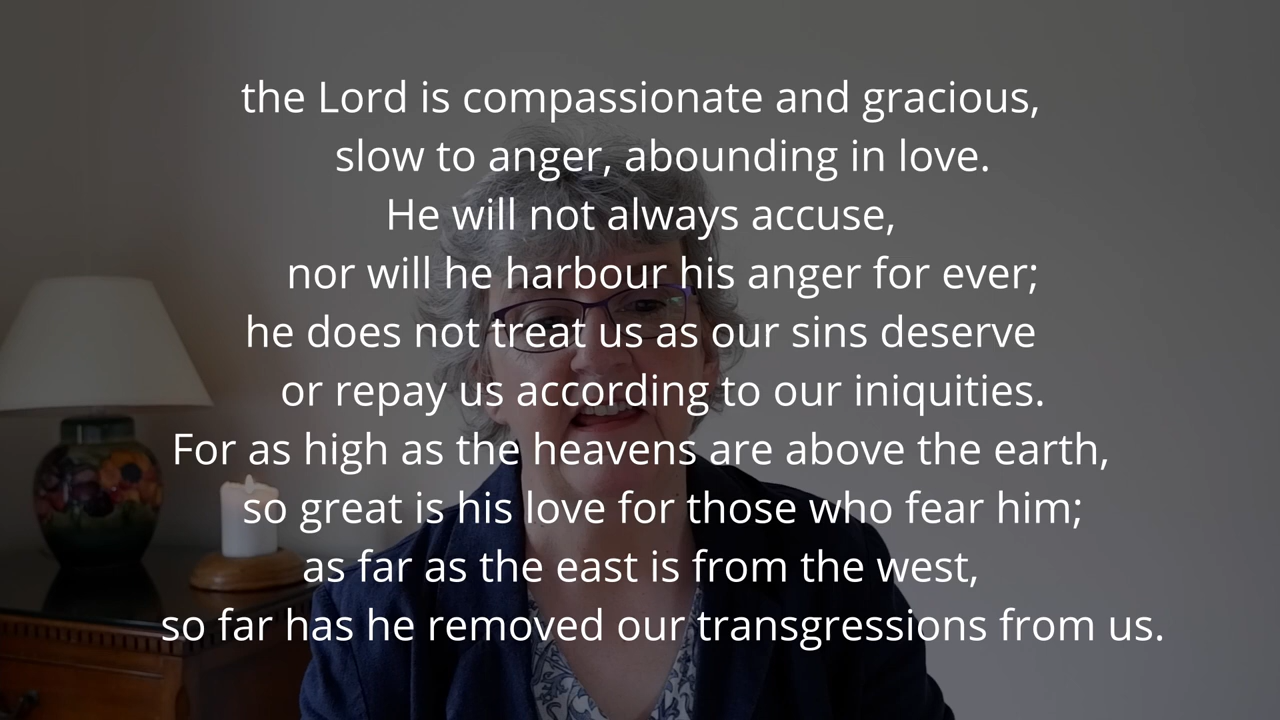 the Lord is compassionate and gracious,
slow to anger, abounding in love.
He will not always accuse,
nor will he harbour his anger for ever;
he does not treat us as our sins deserve
or repay us according to our iniquities.
For as high as the heavens are above the earth,
so great is his love for those who fear him;
as far as the east is from the west,
so far has he removed our transgressions from us.